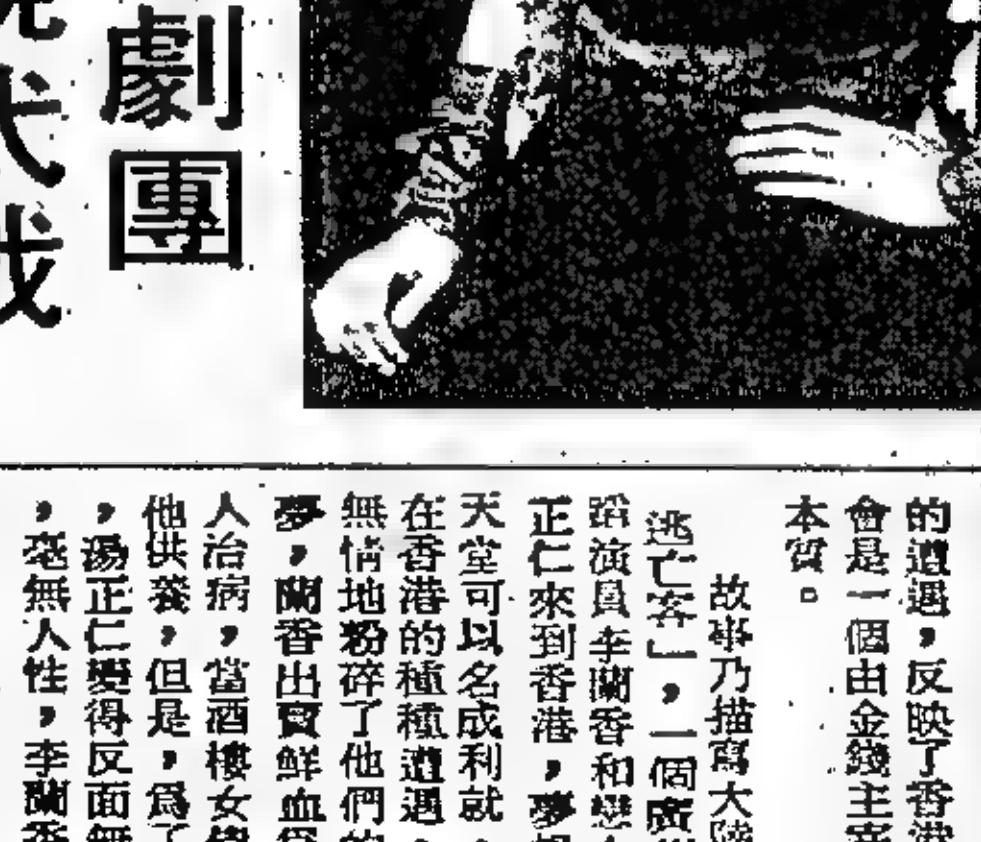 劇團
的遭遇，反映了香港
會是一個由金錢主宰
本質。
故事乃描寫大陸
逃亡客」，一個廣
蹈演員李蘭香和戀
正仁來到香港，夢
天堂可以名成利就
在香港的種種遭遇
無情地粉碎了他們的
夢，蘭香出賣鮮血
人治病，當酒樓女
他供養，但是，爲了
，湯正仁變得反面無
，毫無人性，李蘭香